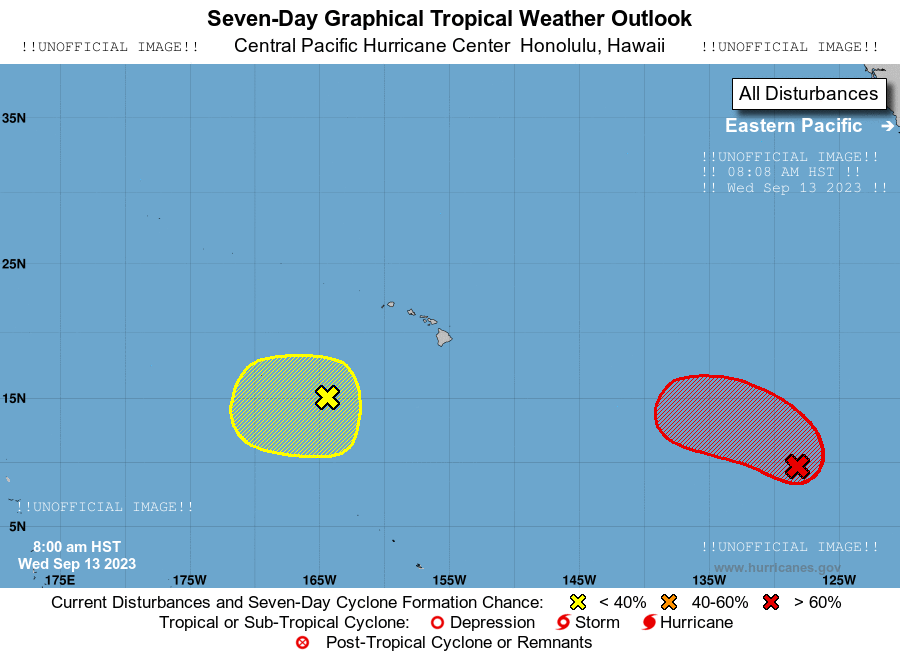 Seven-Day Graphical Tropical Weather Outlook
!!UNOFFICIAL IMAGE!! Central Pacific Hurricane Center Honolulu, Hawaii !!UNOFFICIAL IMAGE!!
All Disturbances
35N
Eastern Pacific →
!!UNOFFICIAL IMAGE!!
!! 08:08 AM HST !!
!! Wed Sep 13 2023 !!
25N
15N
!!UNOFFICIAL IMAGE!!
5N
8:00 am HST
Wed Sep 13 2023
!!UNOFFICIAL IMAGE!!
www.hurricanes.gov
175E 175W 165W 155W 145W 135W 125W
Current Disturbances and Seven-Day Cyclone Formation Chance: < 40% 40-60% > 60%
Tropical or Sub-Tropical Cyclone: Depression Storm Hurricane
Post-Tropical Cyclone or Remnants